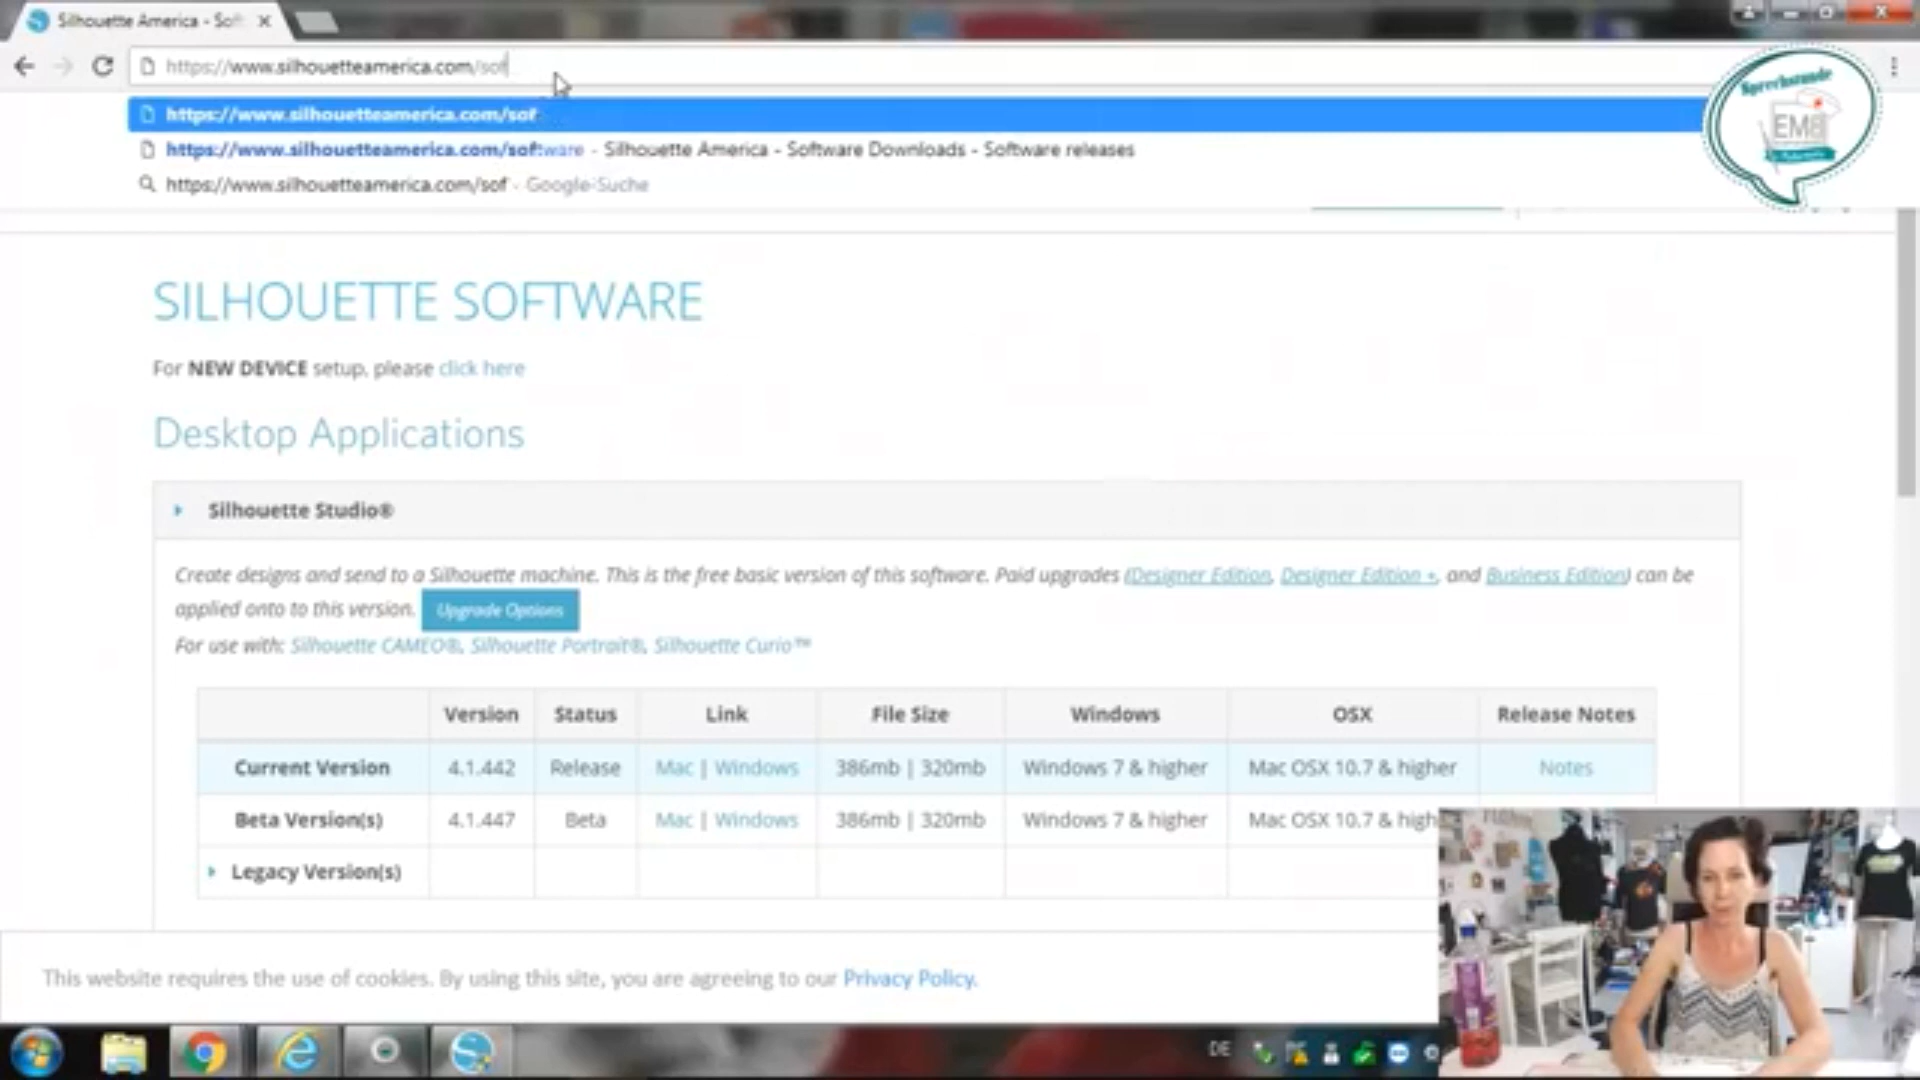 Silhouette America - Sof
https://www.silhouetteamerica.com/sof
https://www.silhouetteamerica.com/sof
https://www.silhouetteamerica.com/software - Silhouette America - Software Downloads - Software releases
https://www.silhouetteamerica.com/sof - Google-Suche
Sprechstunde
EMB
SILHOUETTE SOFTWARE
For NEW DEVICE setup, please click here
Desktop Applications
Silhouette Studio®
Create designs and send to a Silhouette machine. This is the free basic version of this software. Paid upgrades (Designer Edition, Designer Edition +, and Business Edition) can be
applied onto to this version. Upgrade Options
For use with: Silhouette CAMEO®, Silhouette Portrait®, Silhouette Curio™
Version Status Link File Size Windows OSX Release Notes
Current Version 4.1.442 Release Mac | Windows 386mb | 320mb Windows 7 & higher Mac OSX 10.7 & higher Notes
Beta Version(s) 4.1.447 Beta Mac | Windows 386mb | 320mb Windows 7 & higher Mac OSX 10.7 & high
Legacy Version(s)
This website requires the use of cookies. By using this site, you are agreeing to our Privacy Policy.
DE